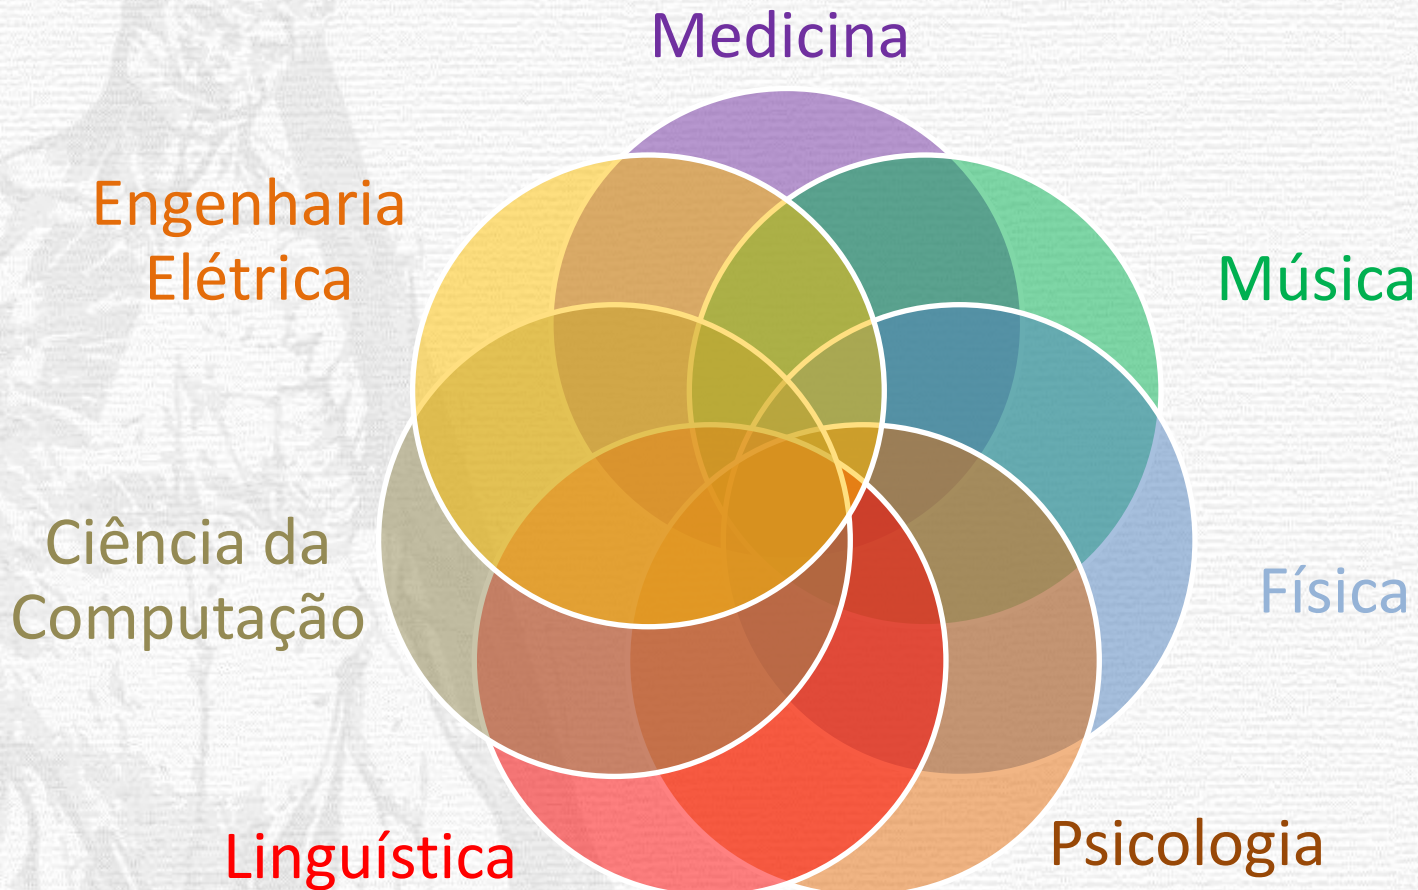 Medicina
Engenharia
Elétrica
Música
Ciência da
Computação
Física
Linguística
Psicologia